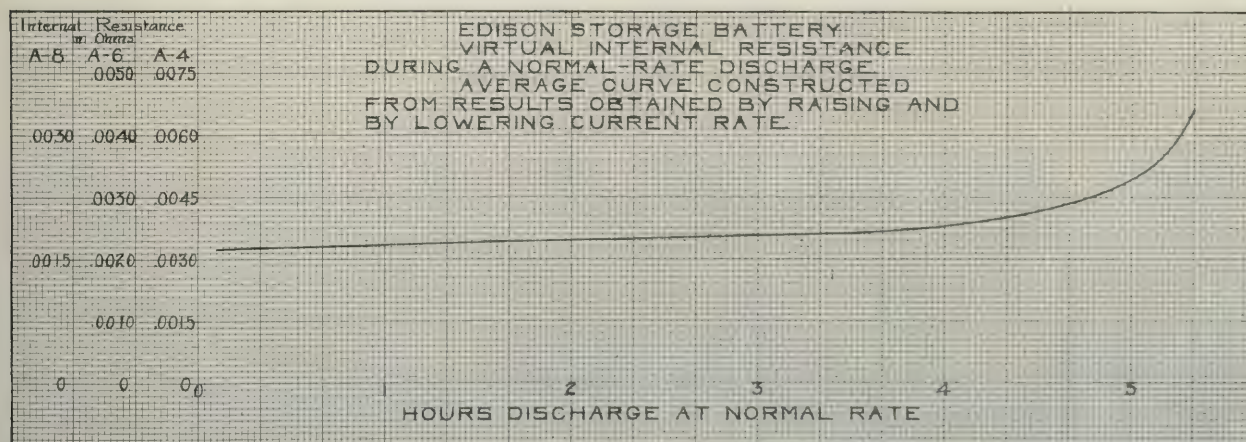 Internal Resistance
in Ohms
A-8 A-6 A-4
.0050 .0075
.0030 .0040 .0060
.0030 .0045
.0015 .0020 .0030
.0010 .0015
0 0 0
EDISON STORAGE BATTERY
VIRTUAL INTERNAL RESISTANCE
DURING A NORMAL-RATE DISCHARGE.
AVERAGE CURVE CONSTRUCTED
FROM RESULTS OBTAINED BY RAISING AND
BY LOWERING CURRENT RATE
0 1 2 3 4 5
HOURS DISCHARGE AT NORMAL RATE